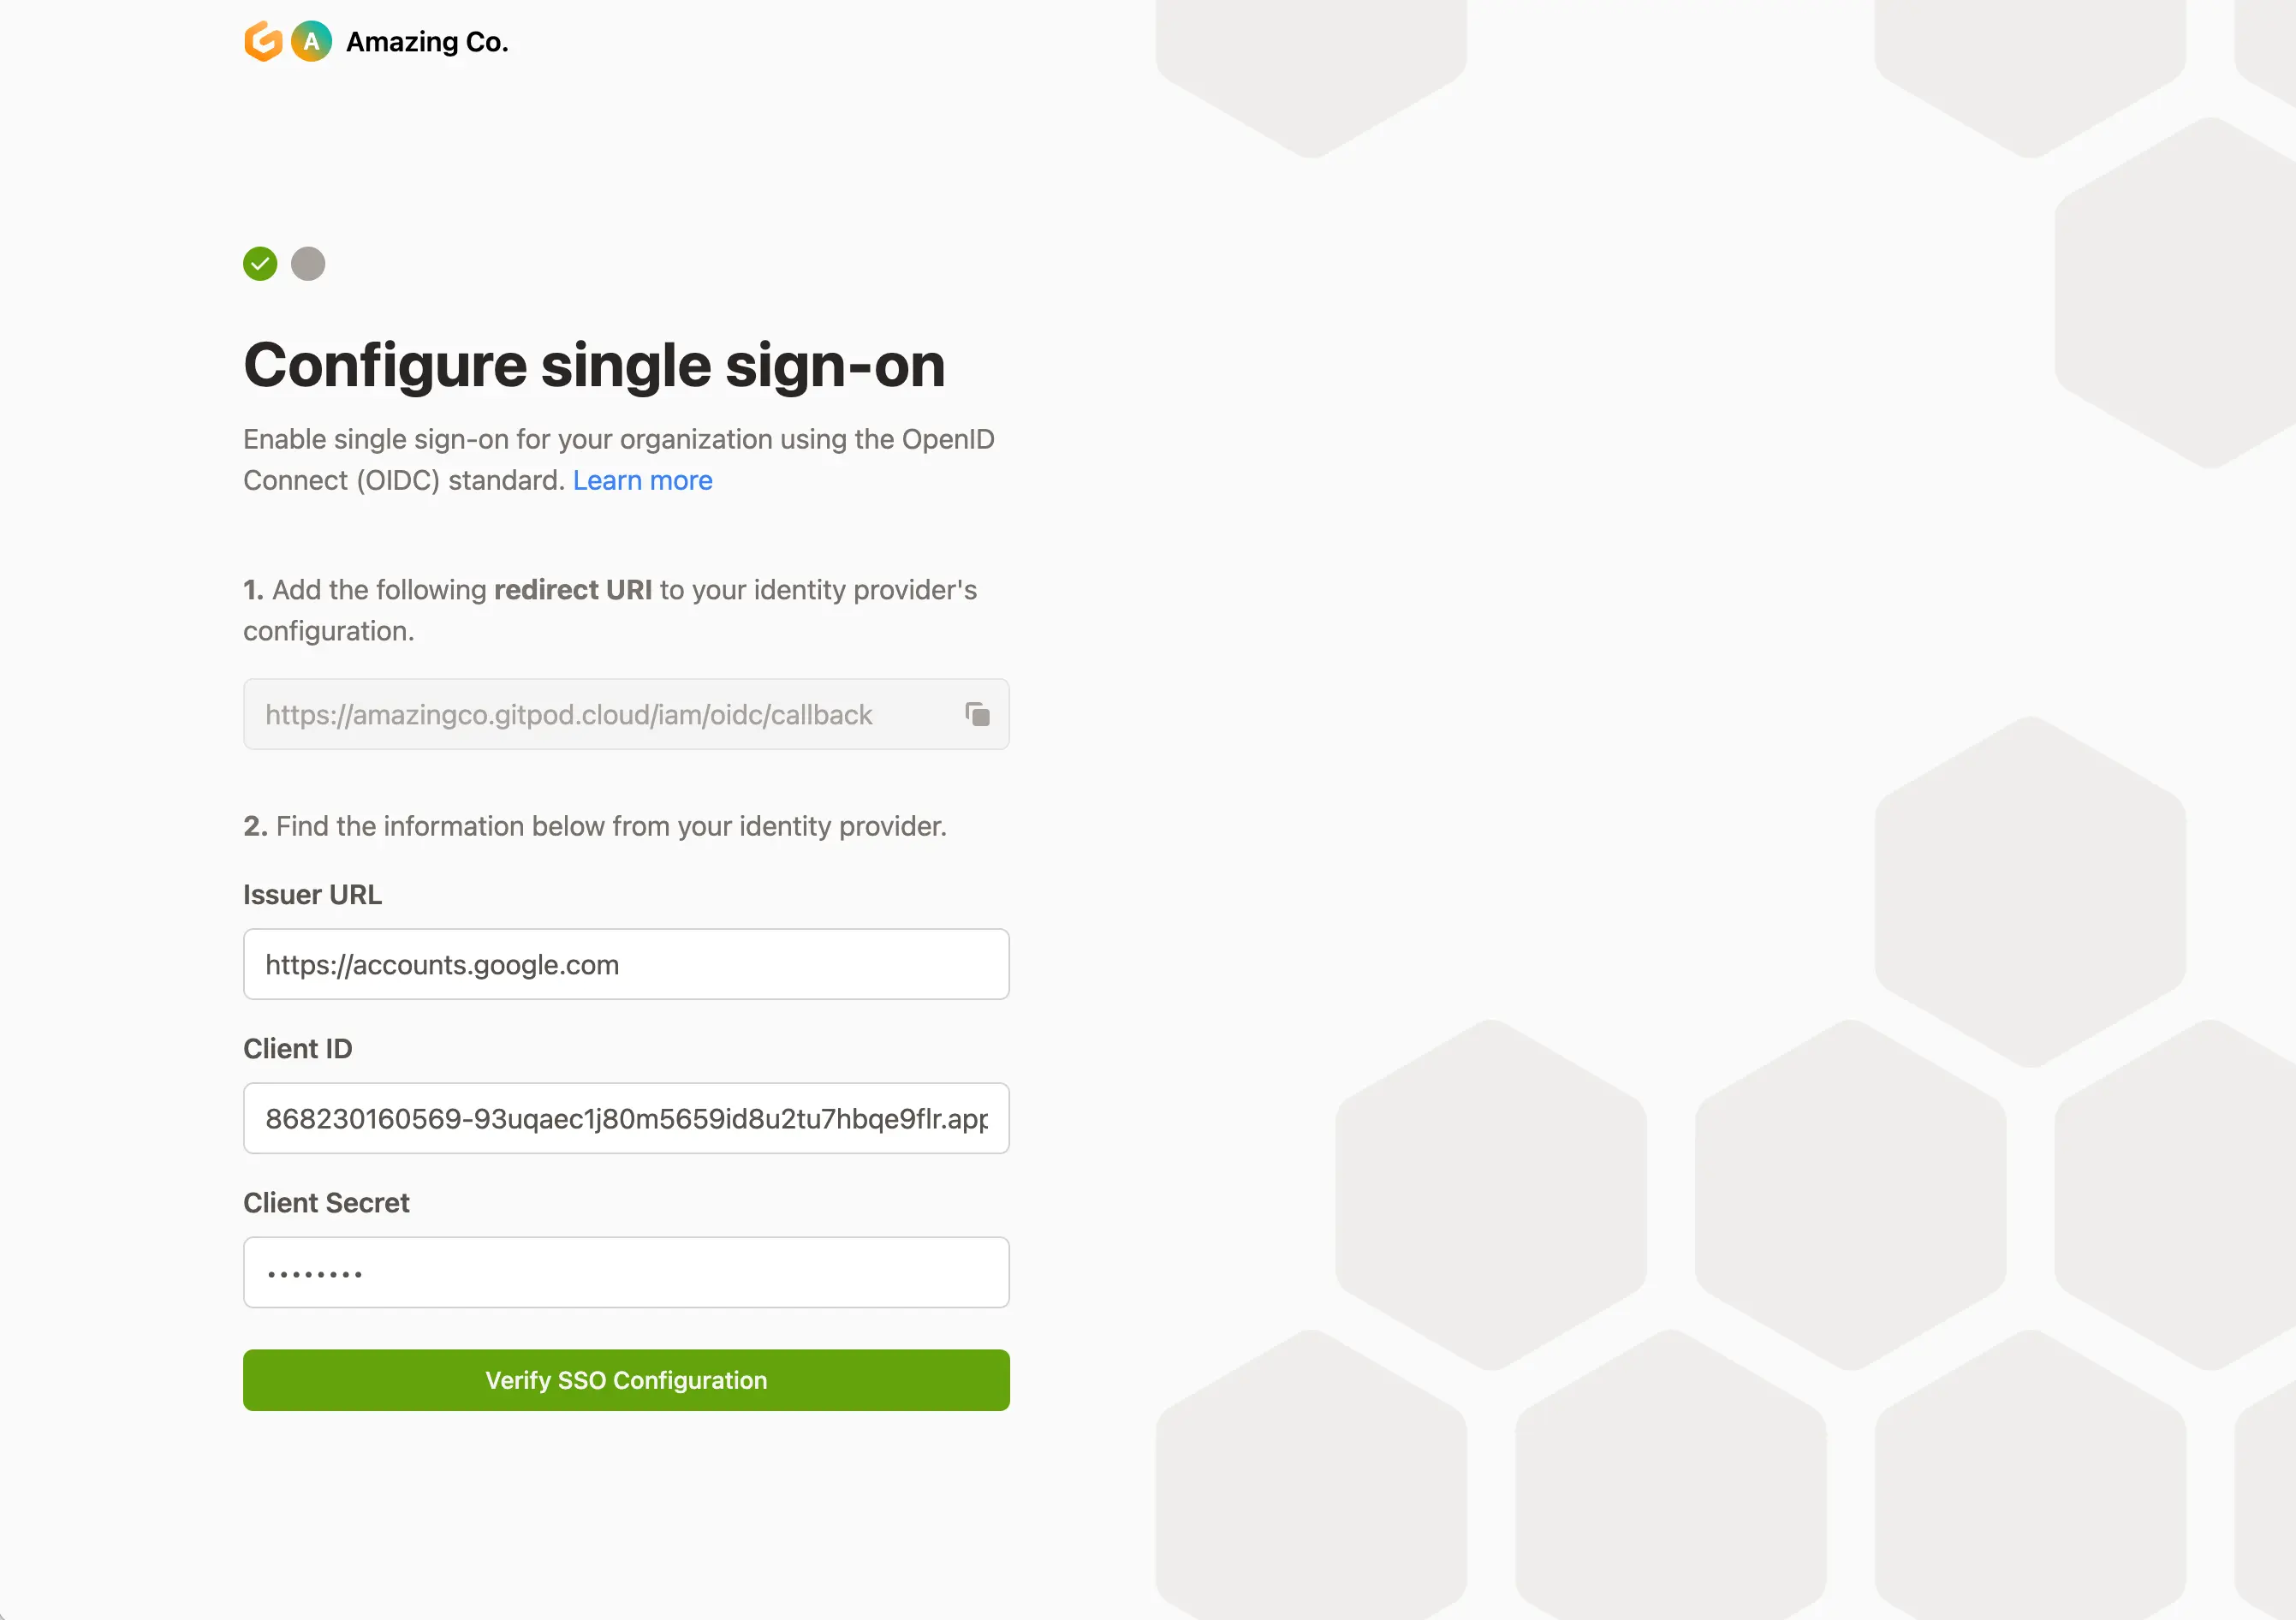 A Amazing Co.
Configure single sign-on
Enable single sign-on for your organization using the OpenID
Connect (OIDC) standard. Learn more
1. Add the following redirect URI to your identity provider's
configuration.
https://amazingco.gitpod.cloud/iam/oidc/callback
2. Find the information below from your identity provider.
Issuer URL
https://accounts.google.com
Client ID
868230160569-93uqaec1j80m5659id8u2tu7hbqe9flr.app
Client Secret
••••••••
Verify SSO Configuration